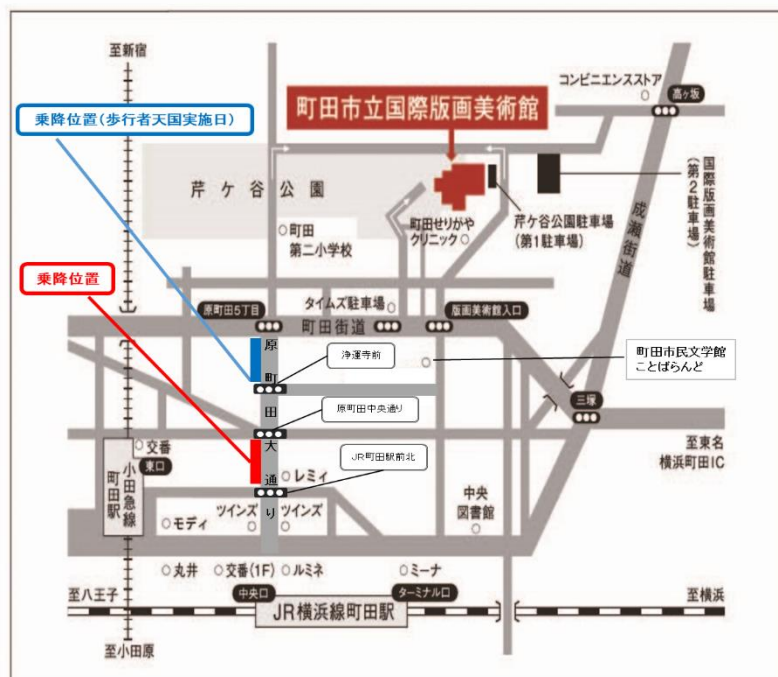 至新宿
コンビニエンスストア
高ヶ坂
町田市立国際版画美術館
乗降位置(歩行者天国実施日)
芹ケ谷公園
町田
第二小学校
町田せりがや
クリニック
芹ケ谷公園駐車場
(第1駐車場)
国際版画美術館駐車場
(第2駐車場)
成瀬街道
乗降位置
タイムズ駐車場
原町田5丁目
町田街道
版画美術館入口
原町田大通り
浄運寺前
町田市民文学館
ことばらんど
原町田中央通り
三塚
交番
東口
小田急線
町田駅
レミィ
JR町田駅前北
至東名
横浜町田IC
中央
図書館
モディ
ツインズ
ツインズ
丸井
交番(1F)
ルミネ
ミーナ
至八王子
中央口
ターミナル口
至横浜
JR横浜線町田駅
至小田原